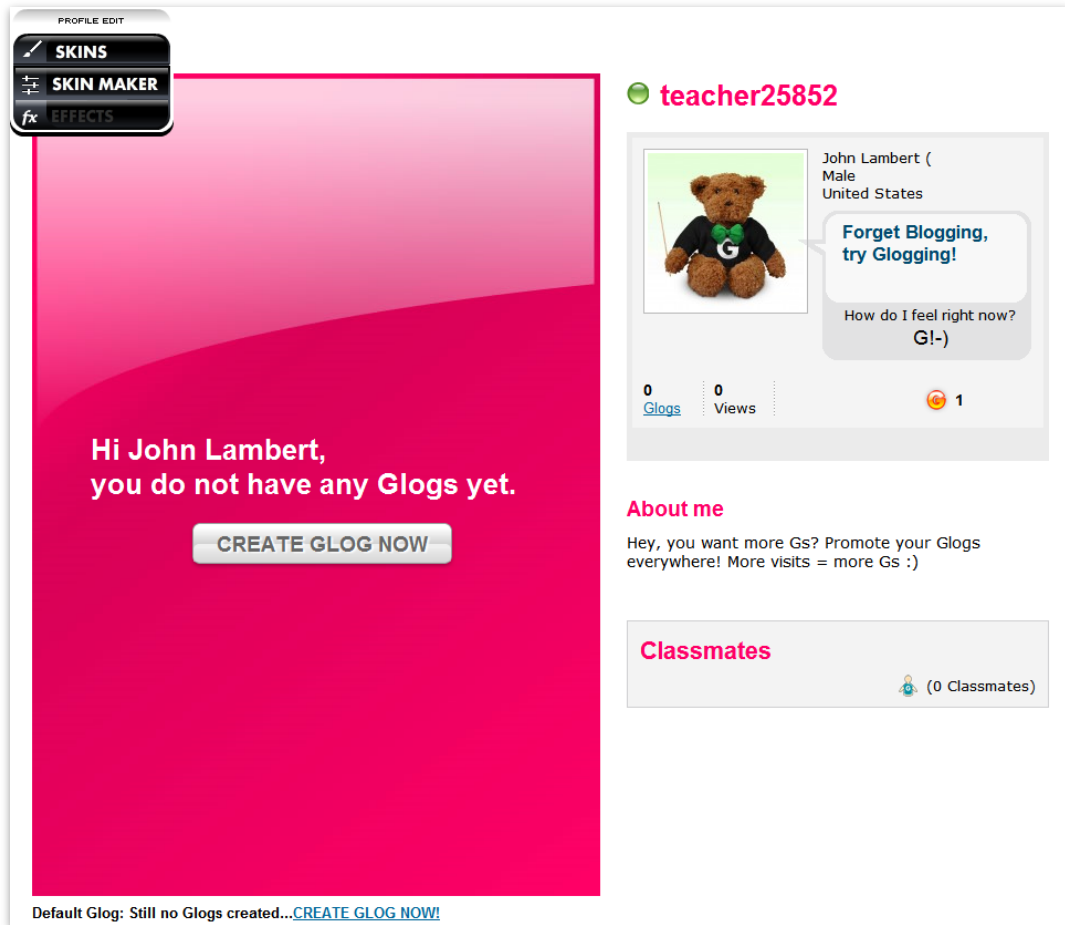 PROFILE EDIT
SKINS
SKIN MAKER
fx EFFECTS
Hi John Lambert,
you do not have any Glogs yet.
CREATE GLOG NOW
Default Glog: Still no Glogs created...CREATE GLOG NOW!
teacher25852
John Lambert (
Male
United States
G
Forget Blogging,
try Glogging!
How do I feel right now?
G!-)
0
Glogs
0
Views
1
About me
Hey, you want more Gs? Promote your Glogs
everywhere! More visits = more Gs :)
Classmates
(0 Classmates)